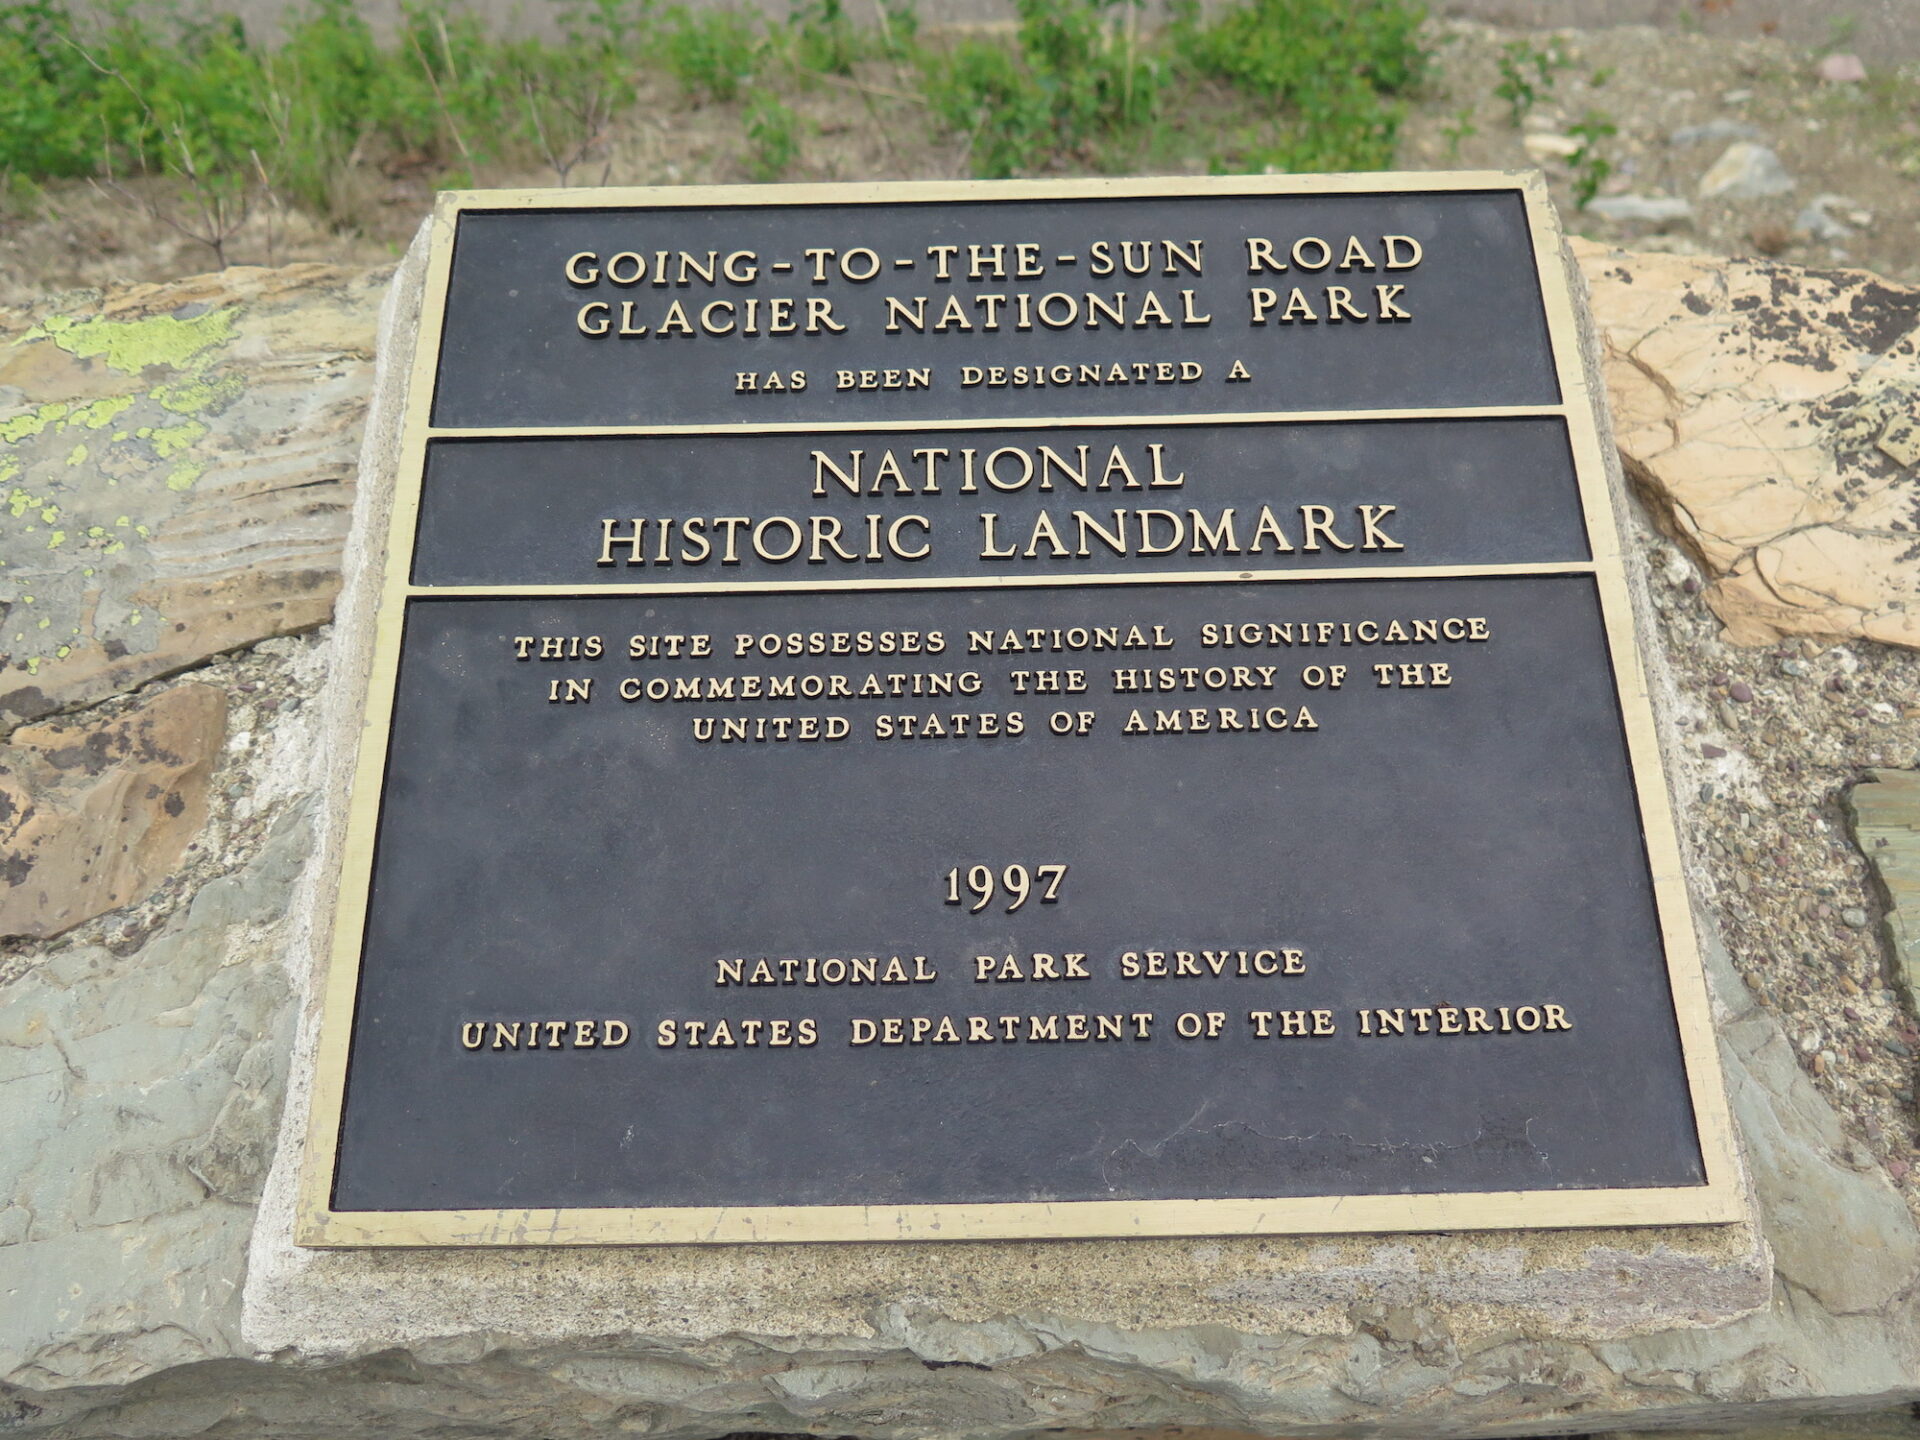 GOING-TO-THE-SUN ROAD
GLACIER NATIONAL PARK
HAS BEEN DESIGNATED A
NATIONAL
HISTORIC LANDMARK
THIS SITE POSSESSES NATIONAL SIGNIFICANCE
IN COMMEMORATING THE HISTORY OF THE
UNITED STATES OF AMERICA
1997
NATIONAL PARK SERVICE
UNITED STATES DEPARTMENT OF THE INTERIOR